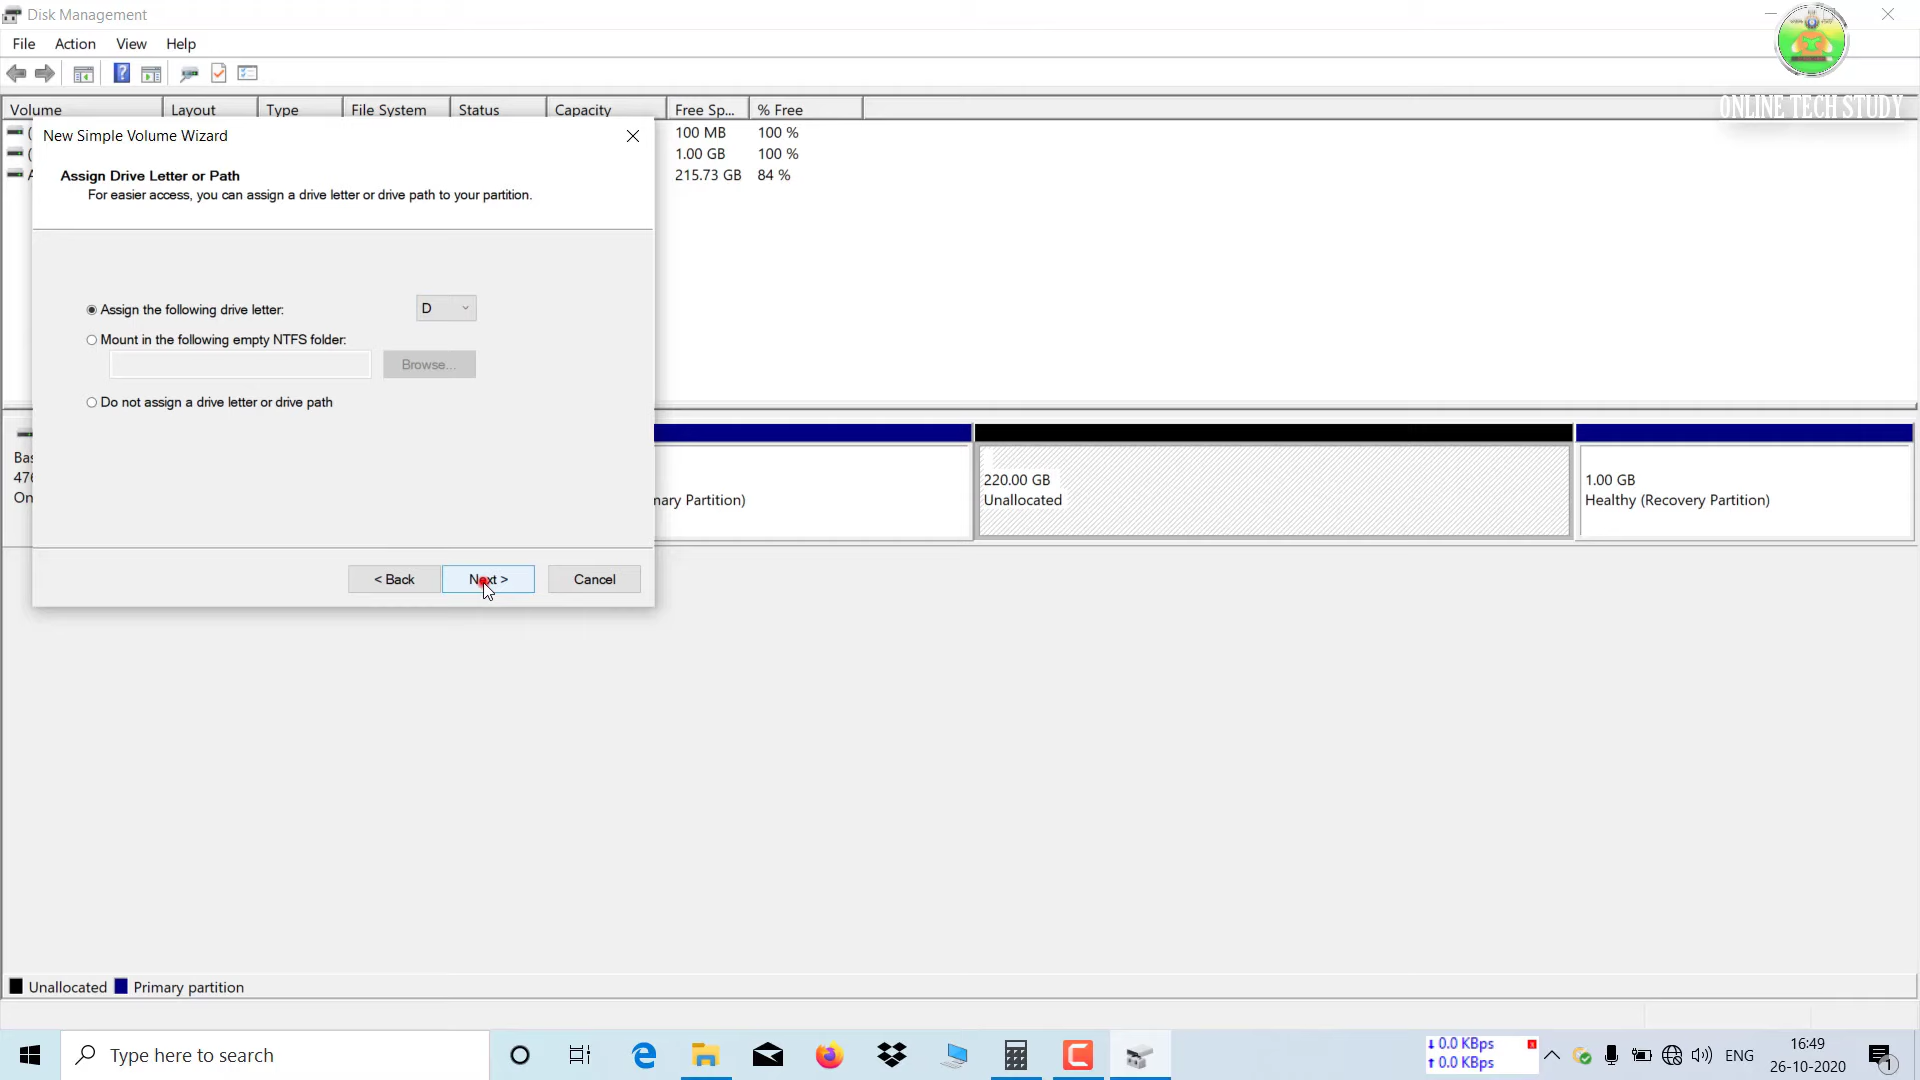 Disk Management
File Action View Help
ONLINE TECH STUDY
Volume Layout Type File System Status Capacity Free Sp... % Free
100 MB 100 %
1.00 GB 100 %
215.73 GB 84 %
New Simple Volume Wizard
Assign Drive Letter or Path
For easier access, you can assign a drive letter or drive path to your partition.
Assign the following drive letter: D
Mount in the following empty NTFS folder:
Browse...
Do not assign a drive letter or drive path
< Back Next > Cancel
Bas
476
On
mary Partition)
220.00 GB
Unallocated
1.00 GB
Healthy (Recovery Partition)
Unallocated Primary partition
Type here to search
0.0 KBps
0.0 KBps
ENG
16:49
26-10-2020
1